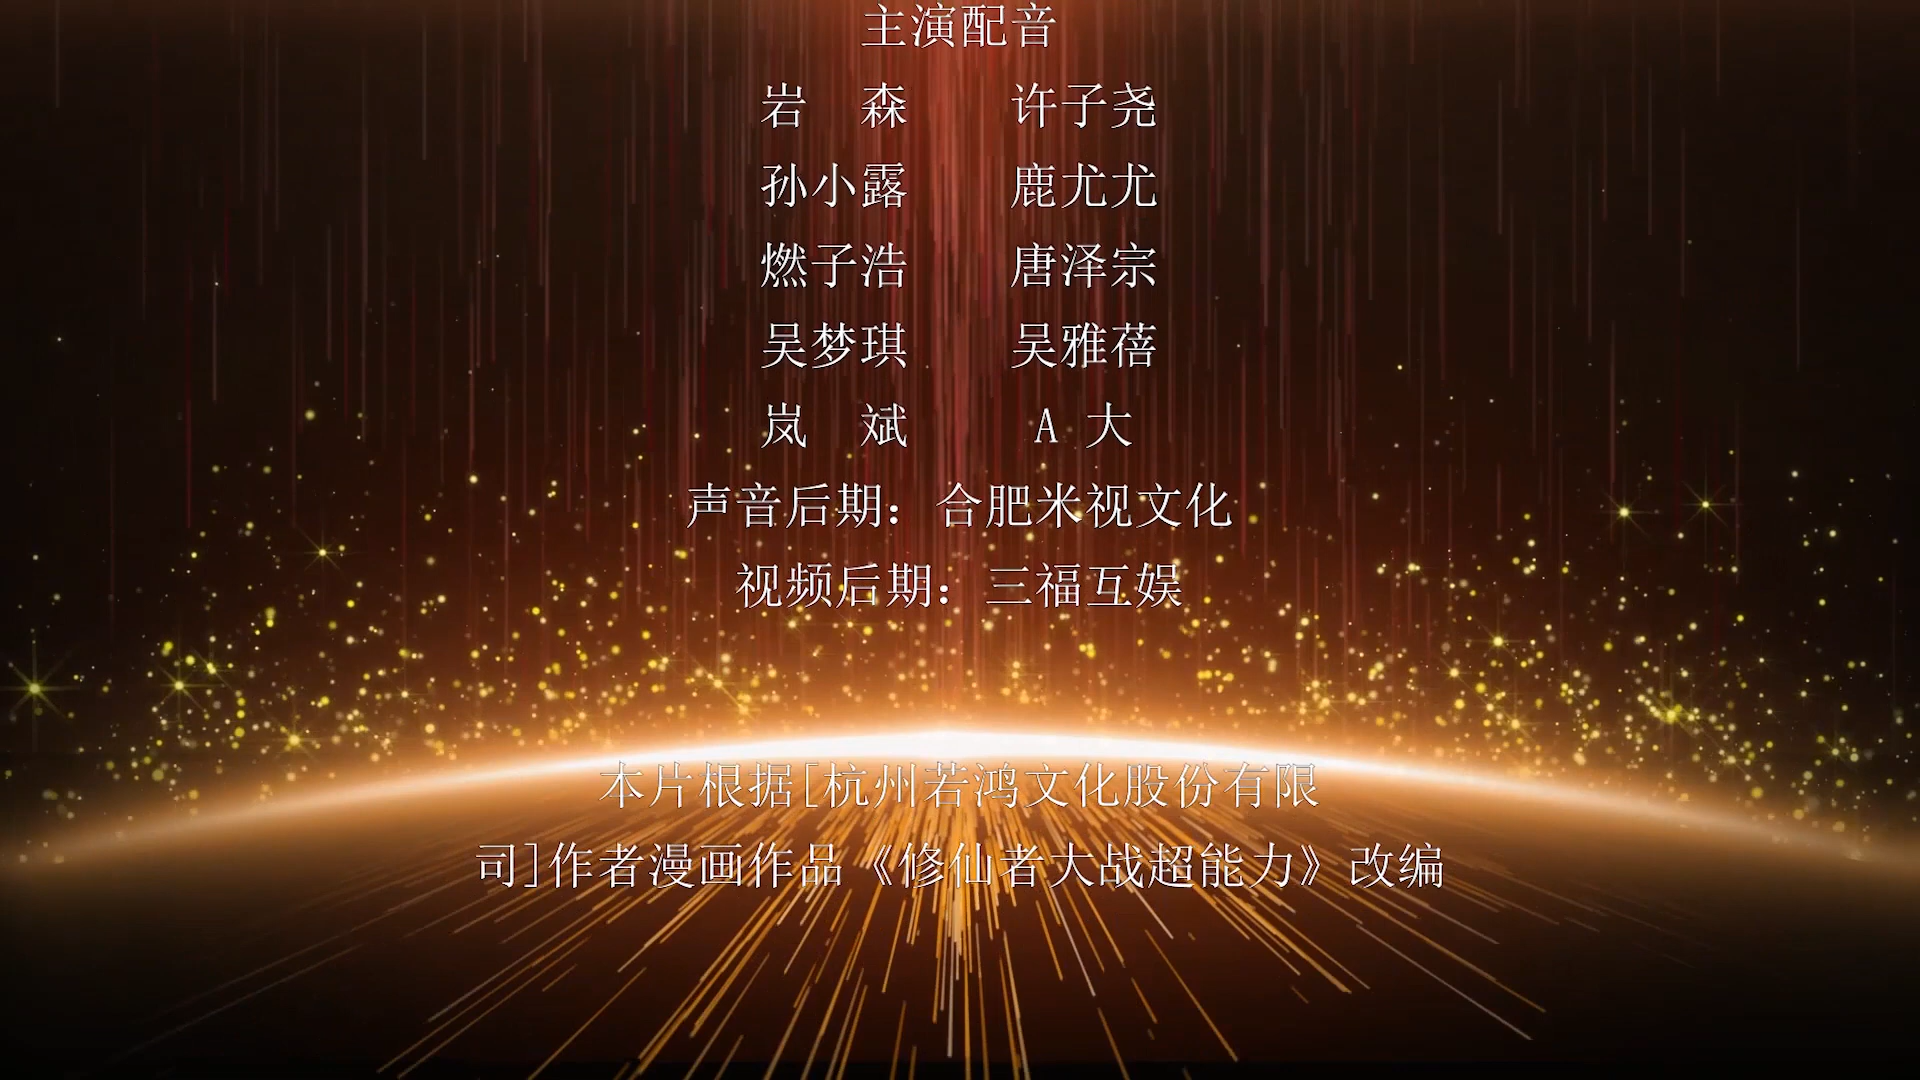 主演配音
岩 森 许子尧
孙小露 鹿尤尤
燃子浩 唐泽宗
吴梦琪 吴雅蓓
岚 斌 A 大
声音后期：合肥米视文化
视频后期：三福互娱
本片根据[杭州若鸿文化股份有限
司]作者漫画作品《修仙者大战超能力》改编